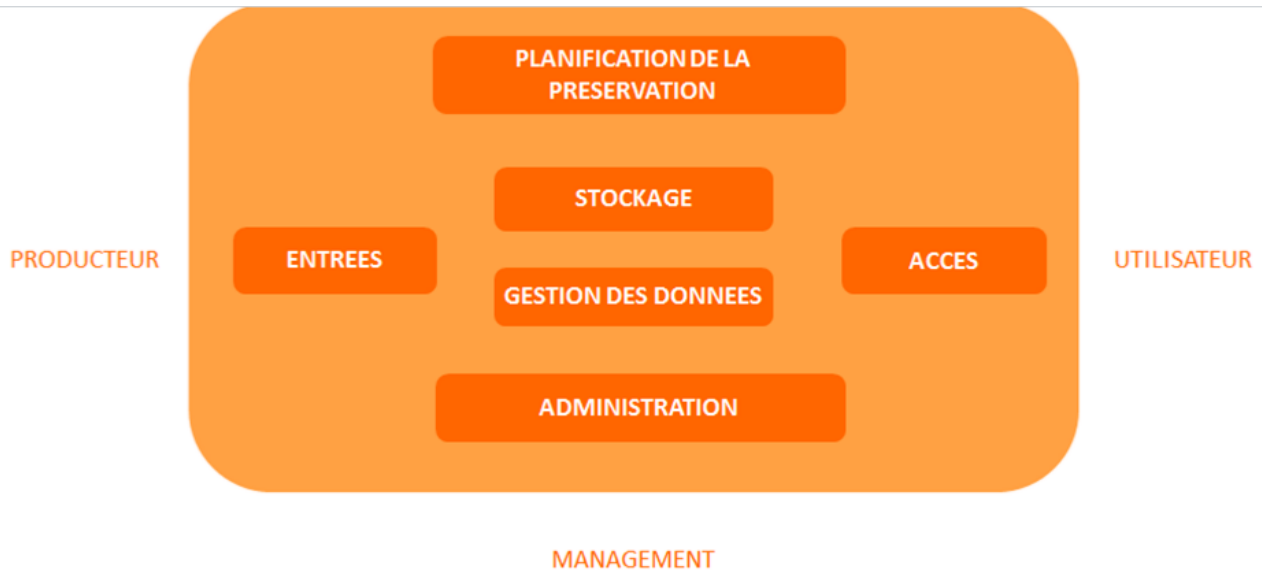 PLANIFICATION DE LA
PRESERVATION
STOCKAGE
PRODUCTEUR
ENTREES
ACCES
UTILISATEUR
GESTION DES DONNEES
ADMINISTRATION
MANAGEMENT